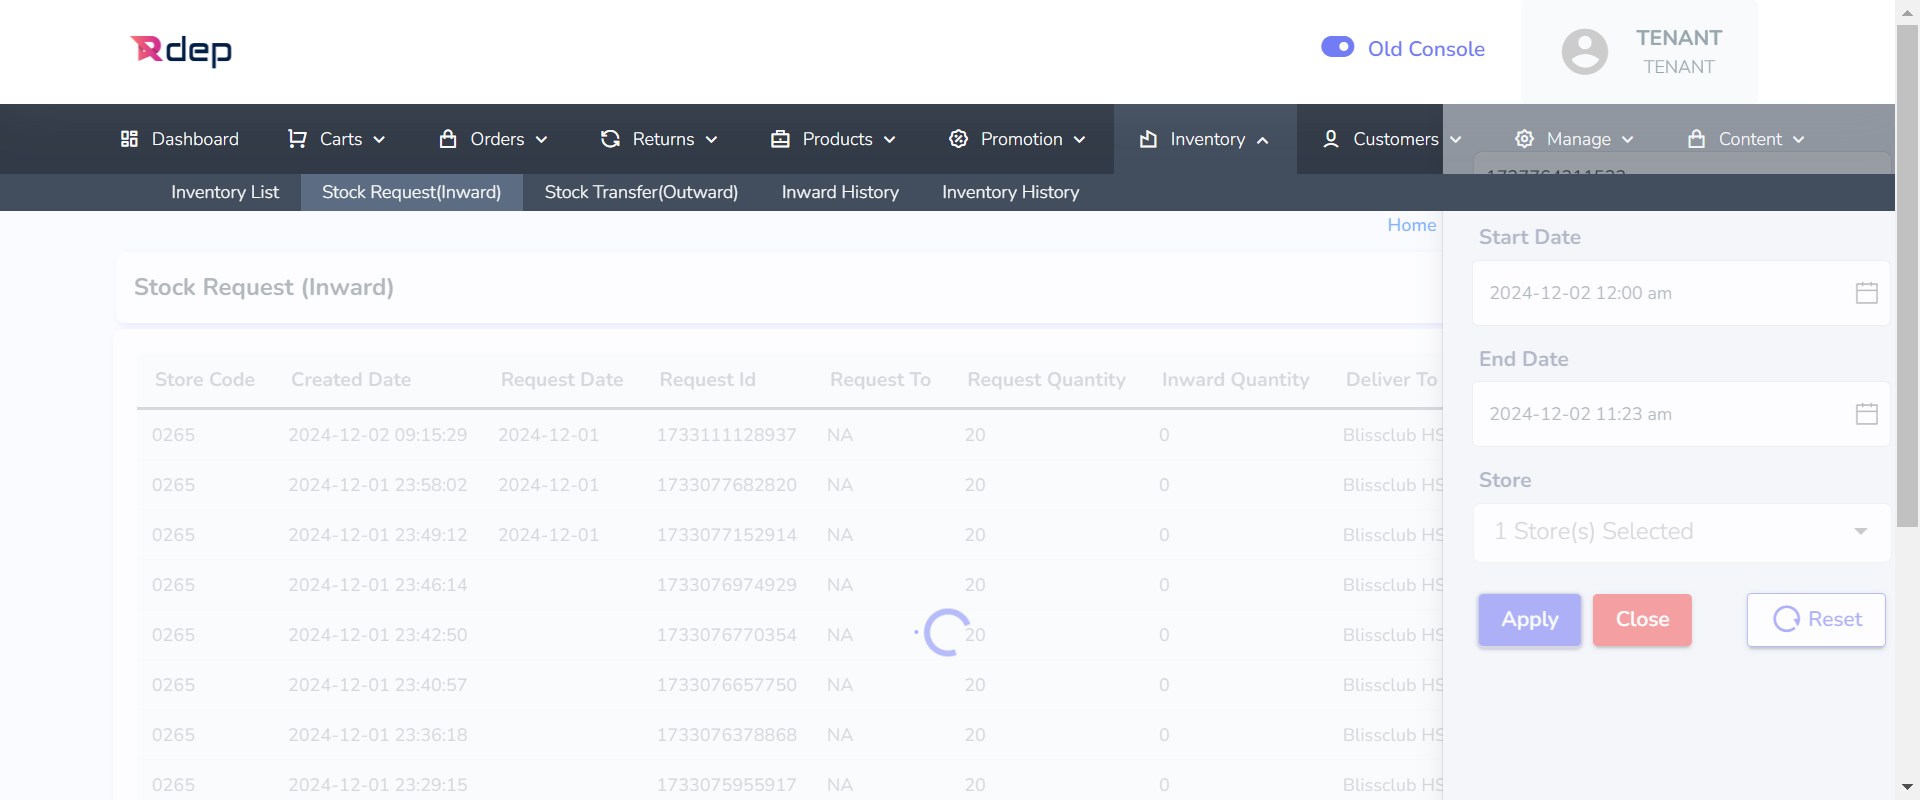 Rdep
Old Console
TENANT
TENANT
Dashboard Carts Orders Returns Products Promotion Inventory Customers Manage Content
Inventory List Stock Request(Inward) Stock Transfer(Outward) Inward History Inventory History
Home
Stock Request (Inward)
Store Code Created Date Request Date Request Id Request To Request Quantity Inward Quantity Deliver To
0265 2024-12-02 09:15:29 2024-12-01 1733111128937 NA 20 0 Blissclub HS
0265 2024-12-01 23:58:02 2024-12-01 1733077682820 NA 20 0 Blissclub HS
0265 2024-12-01 23:49:12 2024-12-01 1733077152914 NA 20 0 Blissclub HS
0265 2024-12-01 23:46:14 1733076974929 NA 20 0 Blissclub HS
0265 2024-12-01 23:42:50 1733076770354 NA 20 0 Blissclub HS
0265 2024-12-01 23:40:57 1733076657750 NA 20 0 Blissclub HS
0265 2024-12-01 23:36:18 1733076378868 NA 20 0 Blissclub HS
0265 2024-12-01 23:29:15 1733075955917 NA 20 0 Blissclub HS
Start Date
2024-12-02 12:00 am
End Date
2024-12-02 11:23 am
Store
1 Store(s) Selected
Apply Close Reset